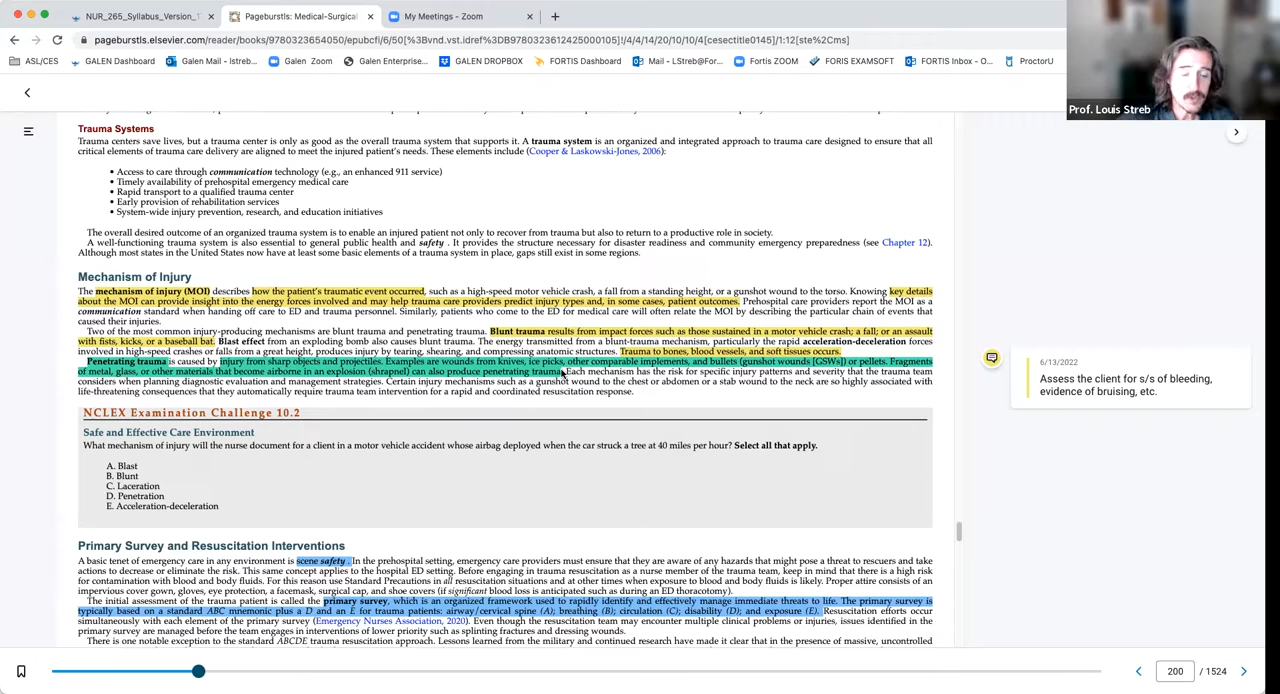 NUR_265_Syllabus_Version_
Pageburstls: Medical-Surgical
My Meetings - Zoom
pageburstls.elsevier.com/reader/books/9780323654050/epubcfi/6/50[%3Bvnd.vst.idref%3DB9780323612425000105]!/4/4/14/20/10/10/4[cesectitle0145]/1:12[ste%2Cms]
ASL/CES
GALEN Dashboard
Galen Mail - lstreb...
Galen Zoom
Galen Enterprise...
GALEN DROPBOX
FORTIS Dashboard
Mail - LStreb@For...
Fortis ZOOM
FORIS EXAMSOFT
FORTIS Inbox - O...
ProctorU
Prof. Louis Streb
Trauma Systems
Trauma centers save lives, but a trauma center is only as good as the overall trauma system that supports it. A trauma system is an organized and integrated approach to trauma care designed to ensure that all
critical elements of trauma care delivery are aligned to meet the injured patient's needs. These elements include (Cooper & Laskowski-Jones, 2006):
• Access to care through communication technology (e.g., an enhanced 911 service)
• Timely availability of prehospital emergency medical care
• Rapid transport to a qualified trauma center
• Early provision of rehabilitation services
• System-wide injury prevention, research, and education initiatives
The overall desired outcome of an organized trauma system is to enable an injured patient not only to recover from trauma but also to return to a productive role in society.
A well-functioning trauma system is also essential to general public health and safety . It provides the structure necessary for disaster readiness and community emergency preparedness (see Chapter 12).
Although most states in the United States now have at least some basic elements of a trauma system in place, gaps still exist in some regions.
Mechanism of Injury
The mechanism of injury (MOI) describes how the patient's traumatic event occurred, such as a high-speed motor vehicle crash, a fall from a standing height, or a gunshot wound to the torso. Knowing key details
about the MOI can provide insight into the energy forces involved and may help trauma care providers predict injury types and, in some cases, patient outcomes. Prehospital care providers report the MOI as a
communication standard when handing off care to ED and trauma personnel. Similarly, patients who come to the ED for medical care will often relate the MOI by describing the particular chain of events that
caused their injuries.
Two of the most common injury-producing mechanisms are blunt trauma and penetrating trauma. Blunt trauma results from impact forces such as those sustained in a motor vehicle crash; a fall; or an assault
with fists, kicks, or a baseball bat. Blast effect from an exploding bomb also causes blunt trauma. The energy transmitted from a blunt-trauma mechanism, particularly the rapid acceleration-deceleration
forces involved in high-speed crashes or falls from a great height, produces injury by tearing, shearing, and compressing anatomic structures. Trauma to bones, blood vessels, and soft tissues occurs.
Penetrating trauma is caused by injury from sharp objects and projectiles. Examples are wounds from knives, ice picks, other comparable implements, and bullets (gunshot wounds [GSWs]) or pellets. Fragments
of metal, glass, or other materials that become airborne in an explosion (shrapnel) can also produce penetrating trauma. Each mechanism has the risk for specific injury patterns and severity that the trauma team
considers when planning diagnostic evaluation and management strategies. Certain injury mechanisms such as a gunshot wound to the chest or abdomen or a stab wound to the neck are so highly associated with
life-threatening consequences that they automatically require trauma team intervention for a rapid and coordinated resuscitation response.
6/13/2022
Assess the client for s/s of bleeding,
evidence of bruising, etc.
NCLEX Examination Challenge 10.2
Safe and Effective Care Environment
What mechanism of injury will the nurse document for a client in a motor vehicle accident whose airbag deployed when the car struck a tree at 40 miles per hour? Select all that apply.
A. Blast
B. Blunt
C. Laceration
D. Penetration
E. Acceleration-deceleration
Primary Survey and Resuscitation Interventions
A basic tenet of emergency care in any environment is scene safety . In the prehospital setting, emergency care providers must ensure that they are aware of any hazards that might pose a threat to rescuers and take
actions to decrease or eliminate the risk. This same concept applies to the hospital ED setting. Before engaging in trauma resuscitation as a nurse member of the trauma team, keep in mind that there is a high risk
for contamination with blood and body fluids. For this reason use Standard Precautions in all resuscitation situations and at other times when exposure to blood and body fluids is likely. Proper attire consists of an
impervious cover gown, gloves, eye protection, a facemask, surgical cap, and shoe covers (if significant blood loss is anticipated such as during an ED thoracotomy).
The initial assessment of the trauma patient is called the primary survey, which is an organized framework used to rapidly identify and effectively manage immediate threats to life. The primary survey is
typically based on a standard ABC mnemonic plus a D and an E for trauma patients: airway/cervical spine (A); breathing (B); circulation (C); disability (D); and exposure (E). Resuscitation efforts occur
simultaneously with each element of the primary survey (Emergency Nurses Association, 2020). Even though the resuscitation team may encounter multiple clinical problems or injuries, issues identified in the
primary survey are managed before the team engages in interventions of lower priority such as splinting fractures and dressing wounds.
There is one notable exception to the standard ABCDE trauma resuscitation approach. Lessons learned from the military and continued research have made it clear that in the presence of massive, uncontrolled
200 / 1524